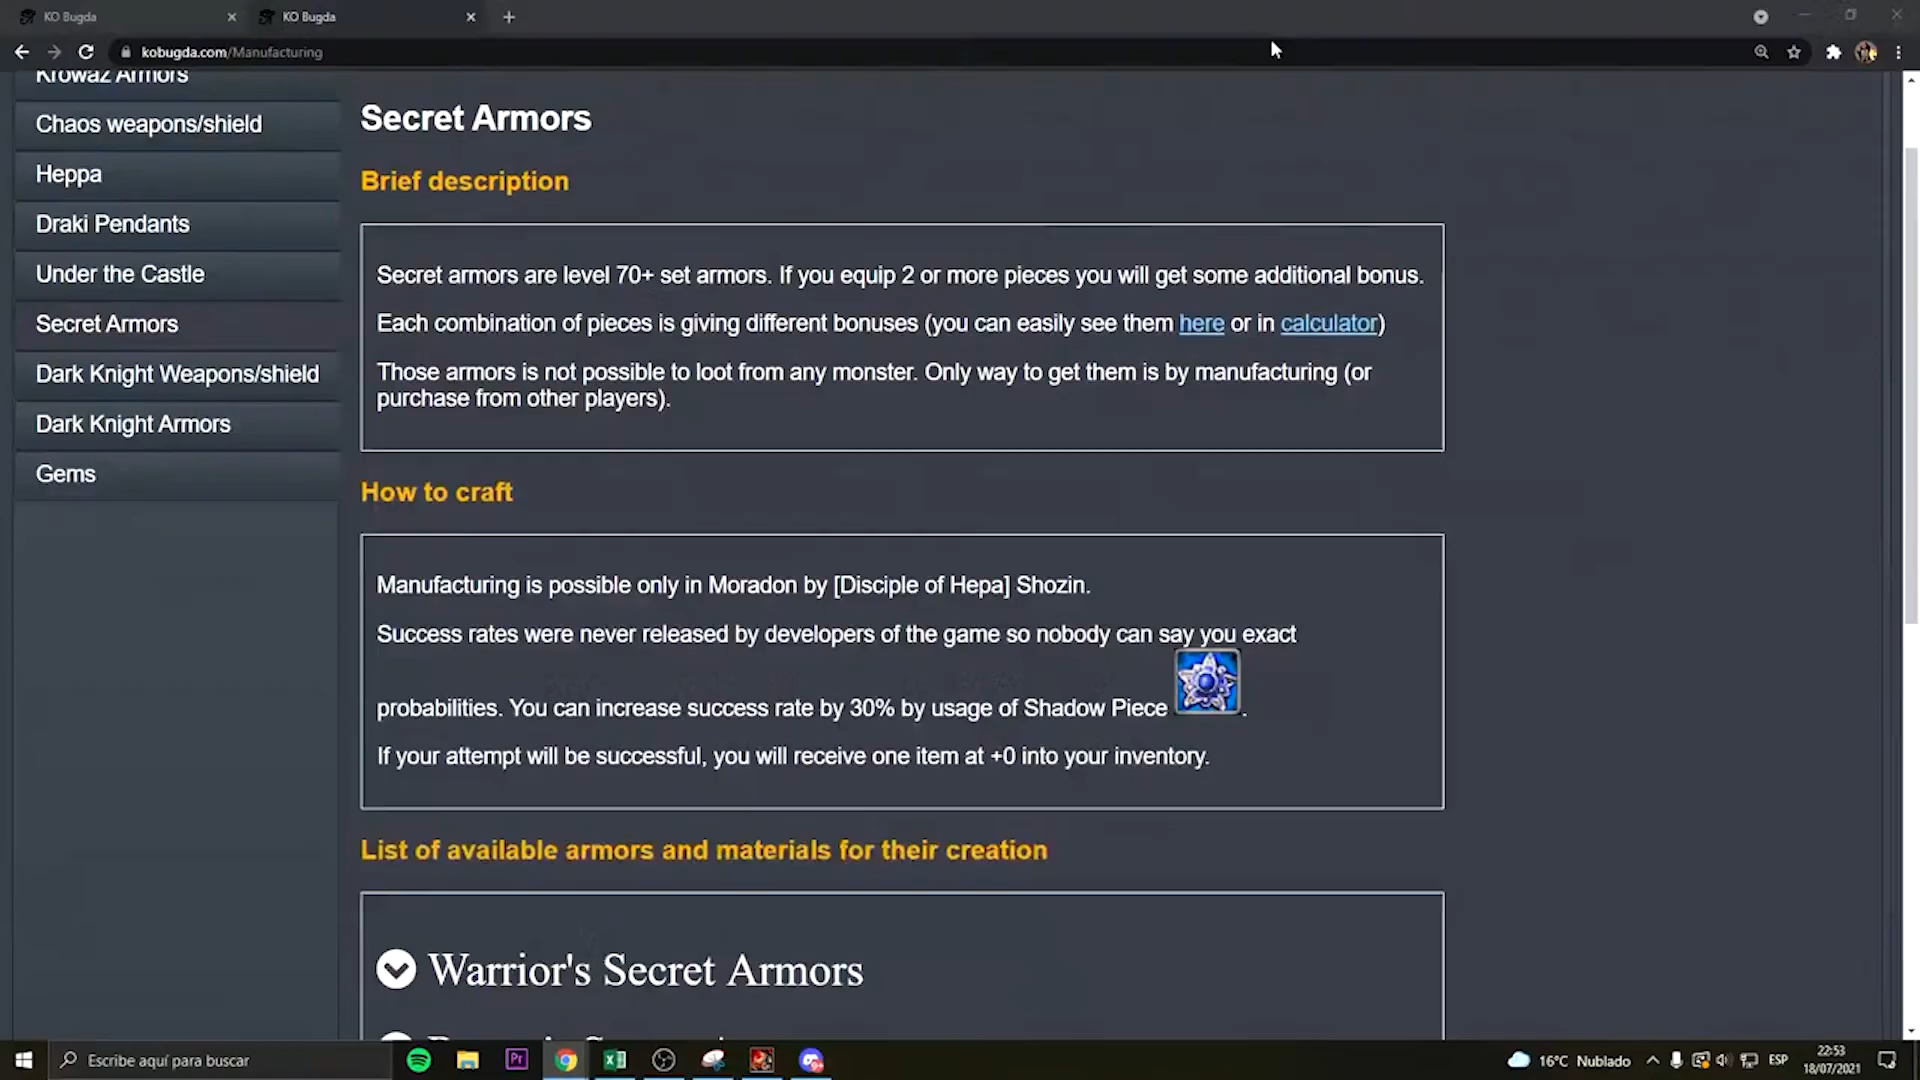 KO Bugda
KO Bugda
kobugda.com/Manufacturing
Krowaz Armors
Chaos weapons/shield
Heppa
Draki Pendants
Under the Castle
Secret Armors
Dark Knight Weapons/shield
Dark Knight Armors
Gems
Secret Armors
Brief description
Secret armors are level 70+ set armors. If you equip 2 or more pieces you will get some additional bonus.
Each combination of pieces is giving different bonuses (you can easily see them here or in calculator)
Those armors is not possible to loot from any monster. Only way to get them is by manufacturing (or
purchase from other players).
How to craft
Manufacturing is possible only in Moradon by [Disciple of Hepa] Shozin.
Success rates were never released by developers of the game so nobody can say you exact
probabilities. You can increase success rate by 30% by usage of Shadow Piece .
If your attempt will be successful, you will receive one item at +0 into your inventory.
List of available armors and materials for their creation
Warrior's Secret Armors
Escribe aquí para buscar
Pr
16°C Nublado
ESP
22:53
18/07/2021